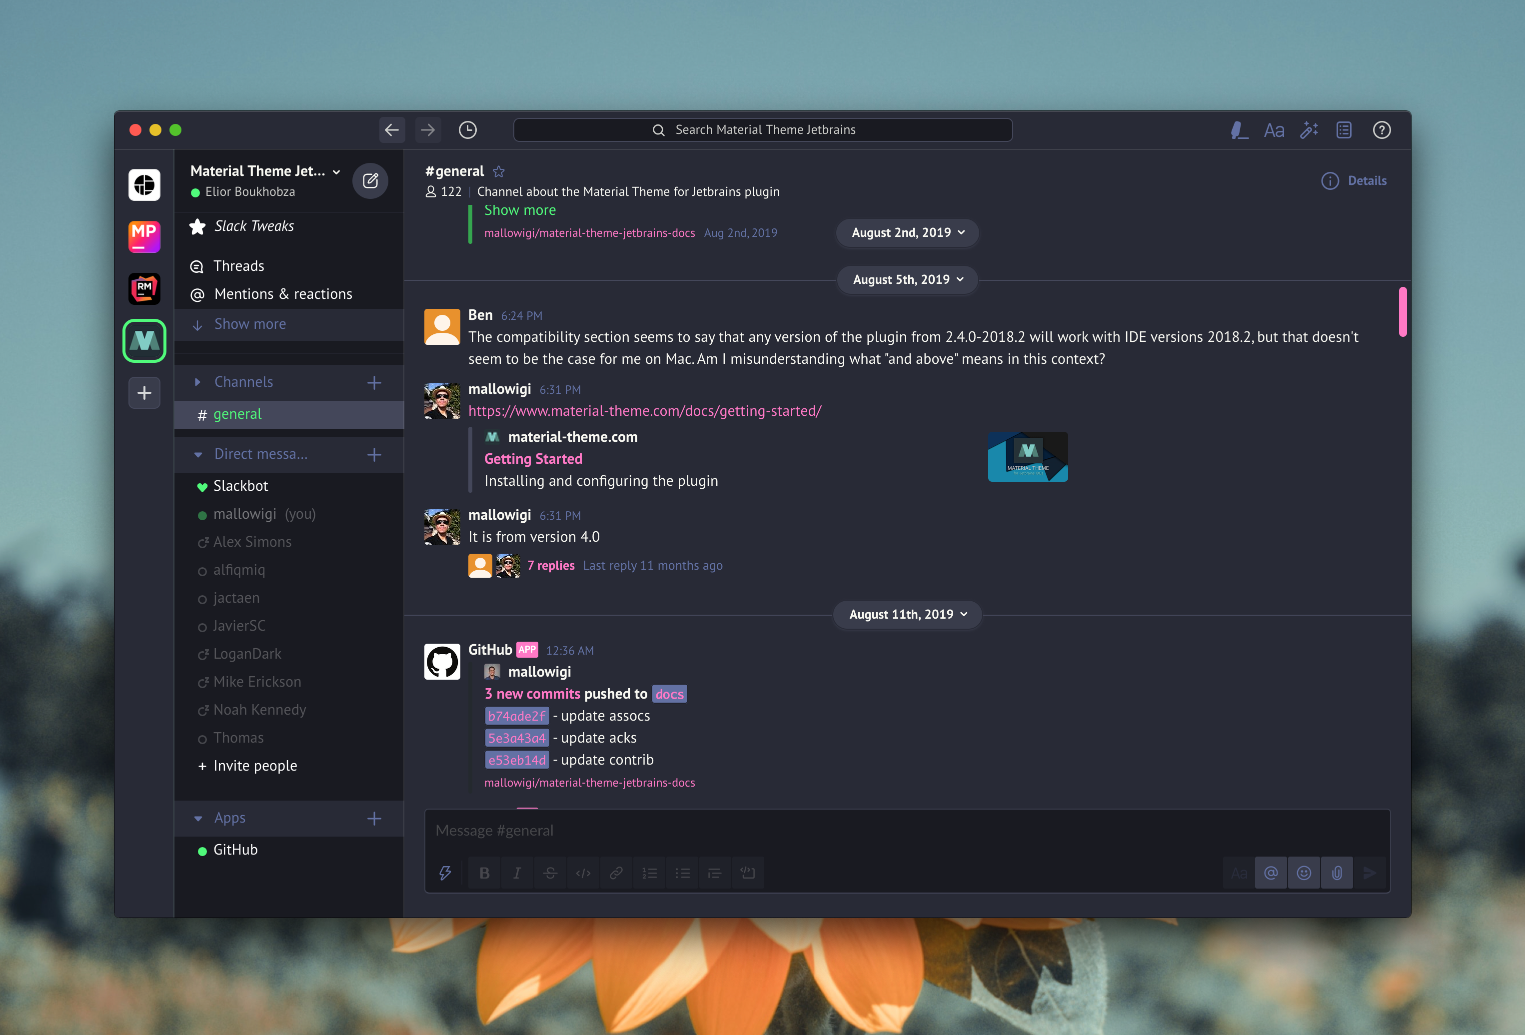 Search Material Theme Jetbrains
Aa
?
MP
RM
Material Theme Jet...
Elior Boukhobza
Slack Tweaks
Threads
@ Mentions & reactions
Show more
Channels +
# general
Direct messa... +
Slackbot
mallowigi (you)
Alex Simons
alfiqmiq
jactaen
JavierSC
LoganDark
Mike Erickson
Noah Kennedy
Thomas
+ Invite people
Apps +
GitHub
#general
122 | Channel about the Material Theme for Jetbrains plugin
Details
Show more
mallowigi/material-theme-jetbrains-docs Aug 2nd, 2019
August 2nd, 2019
August 5th, 2019
Ben 6:24 PM
The compatibility section seems to say that any version of the plugin from 2.4.0-2018.2 will work with IDE versions 2018.2, but that doesn't
seem to be the case for me on Mac. Am I misunderstanding what "and above" means in this context?
mallowigi 6:31 PM
https://www.material-theme.com/docs/getting-started/
material-theme.com
Getting Started
Installing and configuring the plugin
MATERIAL THEME
mallowigi 6:31 PM
It is from version 4.0
7 replies Last reply 11 months ago
August 11th, 2019
GitHub APP 12:36 AM
mallowigi
3 new commits pushed to docs
b74ade2f - update assocs
5e3a43a4 - update acks
e53eb14d - update contrib
mallowigi/material-theme-jetbrains-docs
Message #general
B I S </> Aa @